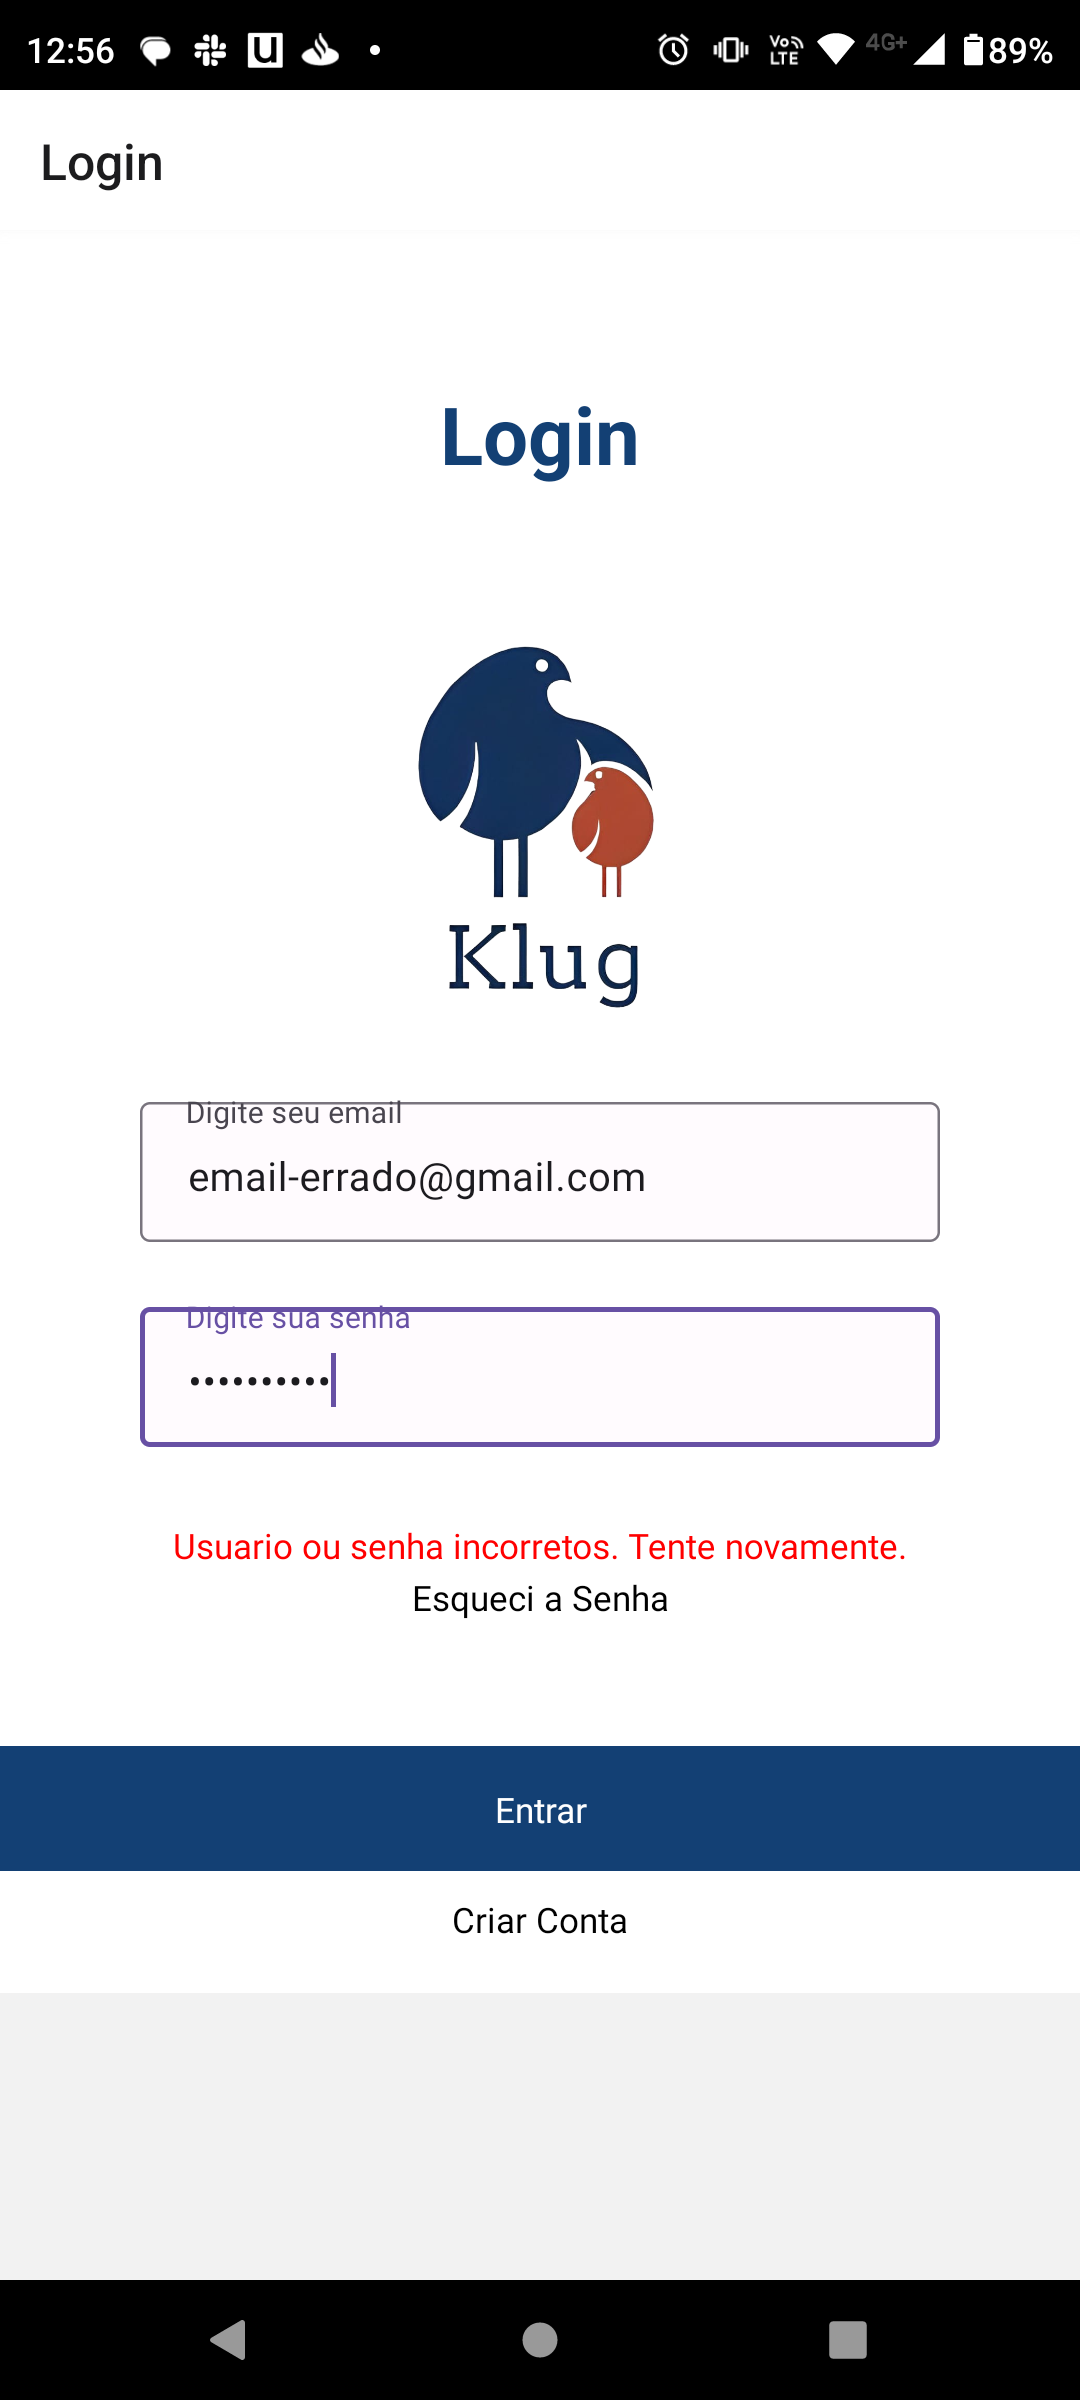 12:56
Vo LTE 4G+ 89%
Login
Login
Klug
Digite seu email
email-errado@gmail.com
Digite sua senha
••••••••••
Usuario ou senha incorretos. Tente novamente.
Esqueci a Senha
Entrar
Criar Conta